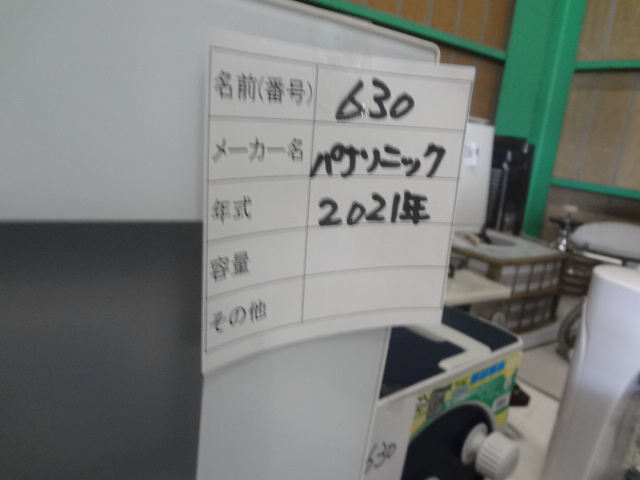 名前(番号) 630
メーカー名 パナソニック
年式 2021年
容量
その他
630